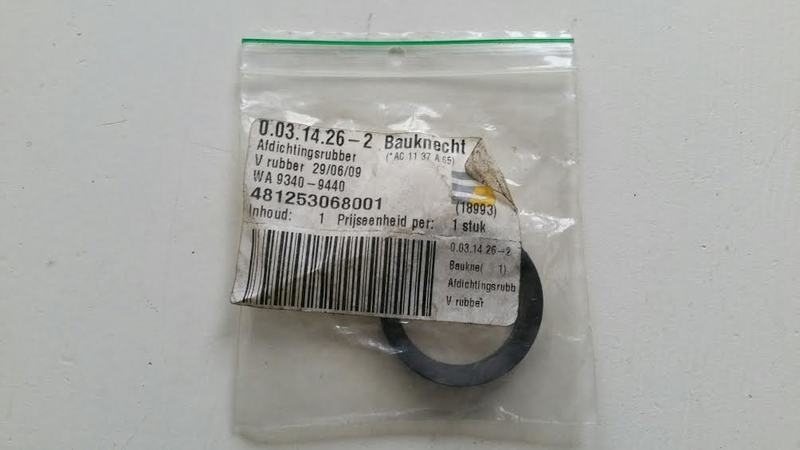 0.03.14.26-2 Bauknecht
Afdichtingsrubber (*AC 11 37 A 65)
V rubber 29/06/09
WA 9340-9440
481253068001 (18993)
Inhoud: 1 Prijseenheid per: 1 stuk
0.03.14.26-2
Baukne( 1)
Afdichtingsrubb
V rubber